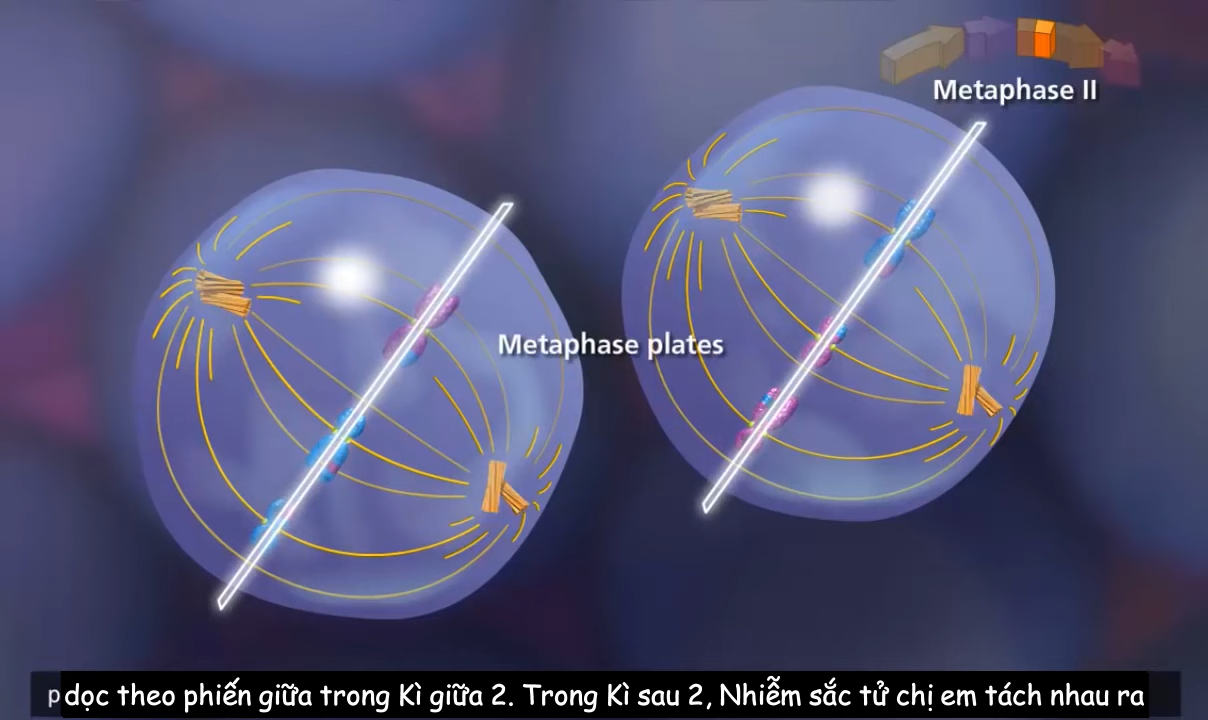 Metaphase II
Metaphase plates
p dọc theo phiến giữa trong Kì giữa 2. Trong Kì sau 2, Nhiễm sắc tử chị em tách nhau ra